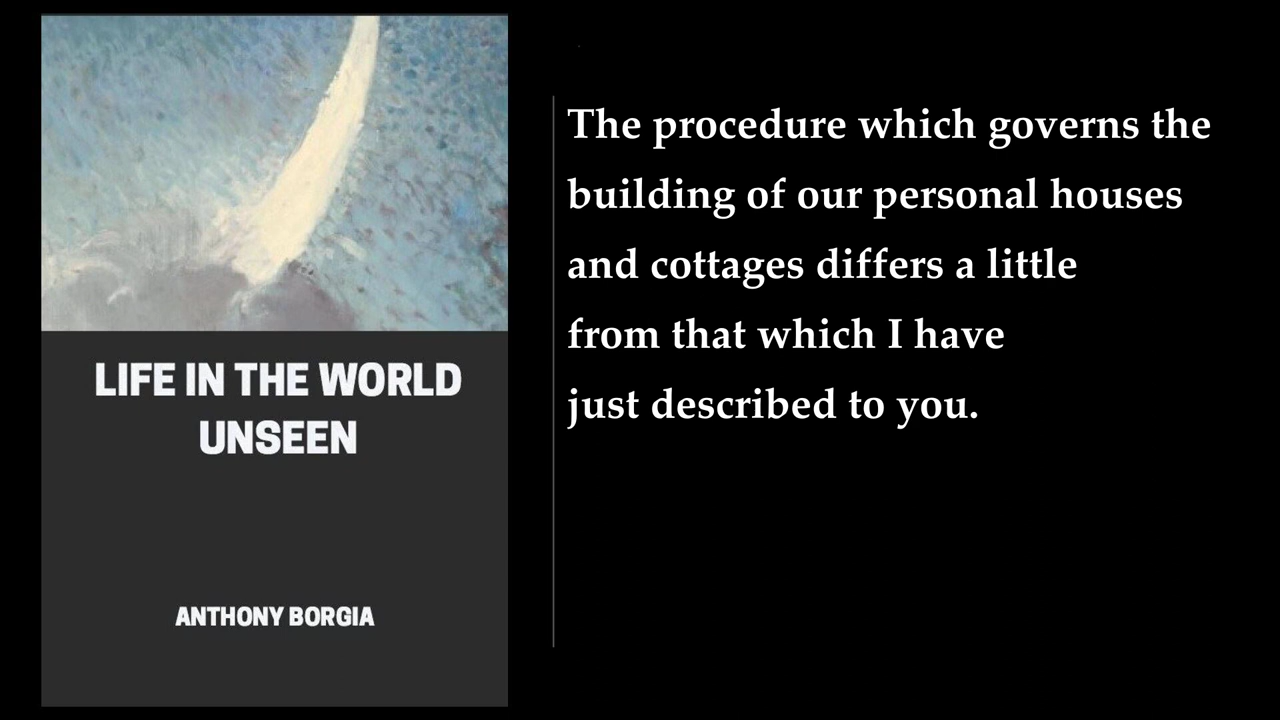 LIFE IN THE WORLD
UNSEEN
ANTHONY BORGIA
The procedure which governs the
building of our personal houses
and cottages differs a little
from that which I have
just described to you.